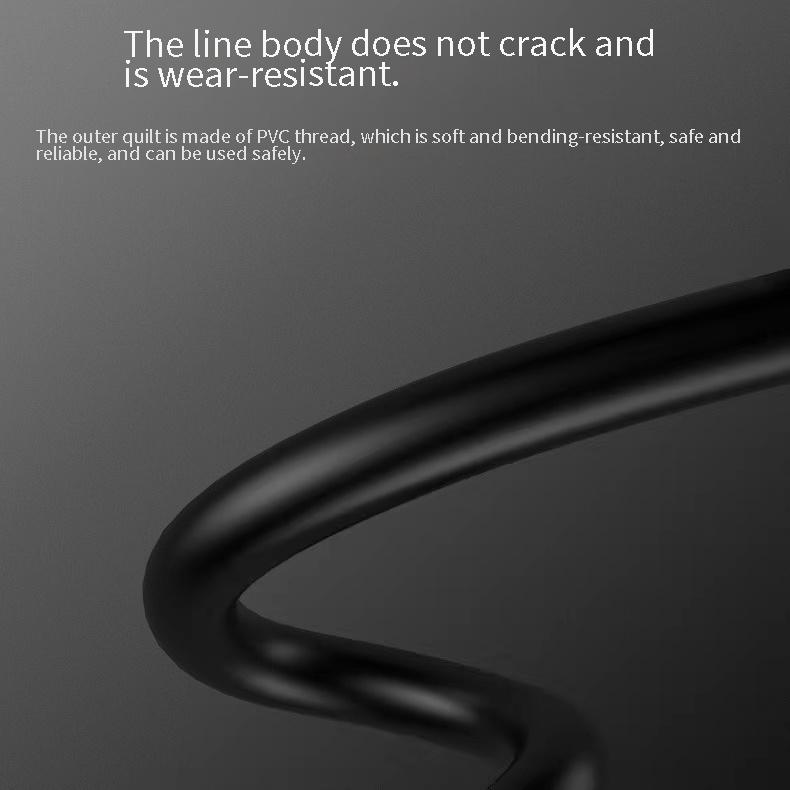 The line body does not crack and
is wear-resistant.
The outer quilt is made of PVC thread, which is soft and bending-resistant, safe and
reliable, and can be used safely.